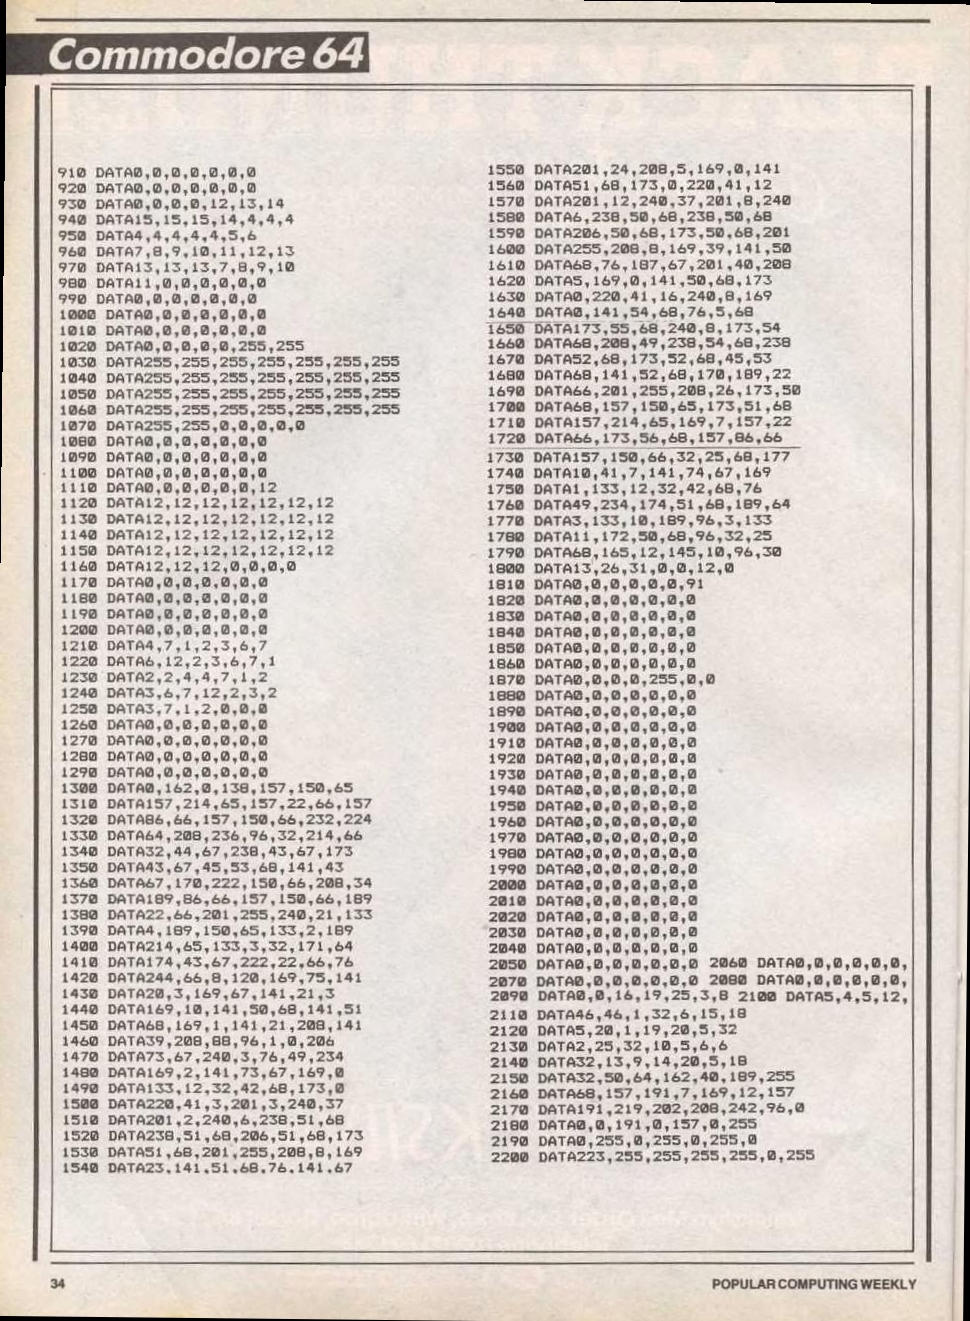 Commodore 64
910 DATA0,0,0,0,0,0,0
920 DATA0,0,0,0,0,0,0
930 DATA0,0,0,0,12,13,14
940 DATA15,15,15,14,4,4,4
950 DATA4,4,4,4,4,5,6
960 DATA7,8,9,10,11,12,13
970 DATA13,13,13,7,8,9,10
980 DATA11,0,0,0,0,0,0
990 DATA0,0,0,0,0,0,0
1000 DATA0,0,0,0,0,0,0
1010 DATA0,0,0,0,0,0,0
1020 DATA0,0,0,0,0,255,255
1030 DATA255,255,255,255,255,255,255
1040 DATA255,255,255,255,255,255,255
1050 DATA255,255,255,255,255,255,255
1060 DATA255,255,255,255,255,255,255
1070 DATA255,255,0,0,0,0,0
1080 DATA0,0,0,0,0,0,0
1090 DATA0,0,0,0,0,0,0
1100 DATA0,0,0,0,0,0,0
1110 DATA0,0,0,0,0,0,12
1120 DATA12,12,12,12,12,12,12
1130 DATA12,12,12,12,12,12,12
1140 DATA12,12,12,12,12,12,12
1150 DATA12,12,12,12,12,12,12
1160 DATA12,12,12,0,0,0,0
1170 DATA0,0,0,0,0,0,0
1180 DATA0,0,0,0,0,0,0
1190 DATA0,0,0,0,0,0,0
1200 DATA0,0,0,0,0,0,0
1210 DATA4,7,1,2,3,6,7
1220 DATA6,12,2,3,6,7,1
1230 DATA2,2,4,4,7,1,2
1240 DATA3,6,7,12,2,3,2
1250 DATA3,7,1,2,0,0,0
1260 DATA0,0,0,0,0,0,0
1270 DATA0,0,0,0,0,0,0
1280 DATA0,0,0,0,0,0,0
1290 DATA0,0,0,0,0,0,0
1300 DATA0,162,0,138,157,150,65
1310 DATA157,214,65,157,22,66,157
1320 DATA86,66,157,150,66,232,224
1330 DATA64,208,236,96,32,214,66
1340 DATA32,44,67,238,43,67,173
1350 DATA43,67,45,53,68,141,43
1360 DATA67,170,222,150,66,208,34
1370 DATA189,86,66,157,150,66,189
1380 DATA22,66,201,255,240,21,133
1390 DATA4,189,150,65,133,2,189
1400 DATA214,65,133,3,32,171,64
1410 DATA174,43,67,222,22,66,76
1420 DATA244,66,8,120,169,75,141
1430 DATA20,3,169,67,141,21,3
1440 DATA169,10,141,50,68,141,51
1450 DATA68,169,1,141,21,208,141
1460 DATA39,208,88,96,1,0,206
1470 DATA73,67,240,3,76,49,234
1480 DATA169,2,141,73,67,169,0
1490 DATA133,12,32,42,68,173,0
1500 DATA220,41,3,201,3,240,37
1510 DATA201,2,240,6,238,51,68
1520 DATA238,51,68,206,51,68,173
1530 DATA51,68,201,255,208,8,169
1540 DATA23,141,51,68,76,141,67
1550 DATA201,24,208,5,169,0,141
1560 DATA51,68,173,0,220,41,12
1570 DATA201,12,240,37,201,8,240
1580 DATA6,238,50,68,238,50,68
1590 DATA206,50,68,173,50,68,201
1600 DATA255,208,8,169,39,141,50
1610 DATA68,76,187,67,201,40,208
1620 DATA5,169,0,141,50,68,173
1630 DATA0,220,41,16,240,8,169
1640 DATA0,141,54,68,76,5,68
1650 DATA173,55,68,240,8,173,54
1660 DATA68,208,49,238,54,68,238
1670 DATA52,68,173,52,68,45,53
1680 DATA68,141,52,68,170,189,22
1690 DATA66,201,255,208,26,173,50
1700 DATA68,157,150,65,173,51,68
1710 DATA157,214,65,169,7,157,22
1720 DATA66,173,56,68,157,86,66
1730 DATA157,150,66,32,25,68,177
1740 DATA10,41,7,141,74,67,169
1750 DATA1,133,12,32,42,68,76
1760 DATA49,234,174,51,68,189,64
1770 DATA3,133,10,189,96,3,133
1780 DATA11,172,50,68,96,32,25
1790 DATA68,165,12,145,10,96,30
1800 DATA13,26,31,0,0,12,0
1810 DATA0,0,0,0,0,0,91
1820 DATA0,0,0,0,0,0,0
1830 DATA0,0,0,0,0,0,0
1840 DATA0,0,0,0,0,0,0
1850 DATA0,0,0,0,0,0,0
1860 DATA0,0,0,0,0,0,0
1870 DATA0,0,0,0,255,0,0
1880 DATA0,0,0,0,0,0,0
1890 DATA0,0,0,0,0,0,0
1900 DATA0,0,0,0,0,0,0
1910 DATA0,0,0,0,0,0,0
1920 DATA0,0,0,0,0,0,0
1930 DATA0,0,0,0,0,0,0
1940 DATA0,0,0,0,0,0,0
1950 DATA0,0,0,0,0,0,0
1960 DATA0,0,0,0,0,0,0
1970 DATA0,0,0,0,0,0,0
1980 DATA0,0,0,0,0,0,0
1990 DATA0,0,0,0,0,0,0
2000 DATA0,0,0,0,0,0,0
2010 DATA0,0,0,0,0,0,0
2020 DATA0,0,0,0,0,0,0
2030 DATA0,0,0,0,0,0,0
2040 DATA0,0,0,0,0,0,0
2050 DATA0,0,0,0,0,0,0 2060 DATA0,0,0,0,0,0,
2070 DATA0,0,0,0,0,0,0 2080 DATA0,0,0,0,0,0,
2090 DATA0,0,16,19,25,3,8 2100 DATA5,4,5,12,
2110 DATA46,46,1,32,6,15,18
2120 DATA5,20,1,19,20,5,32
2130 DATA2,25,32,10,5,6,6
2140 DATA32,13,9,14,20,5,18
2150 DATA32,50,64,162,40,189,255
2160 DATA68,157,191,7,169,12,157
2170 DATA191,219,202,208,242,96,0
2180 DATA0,0,191,0,157,0,255
2190 DATA0,255,0,255,0,255,0
2200 DATA223,255,255,255,255,0,255
34
POPULAR COMPUTING WEEKLY